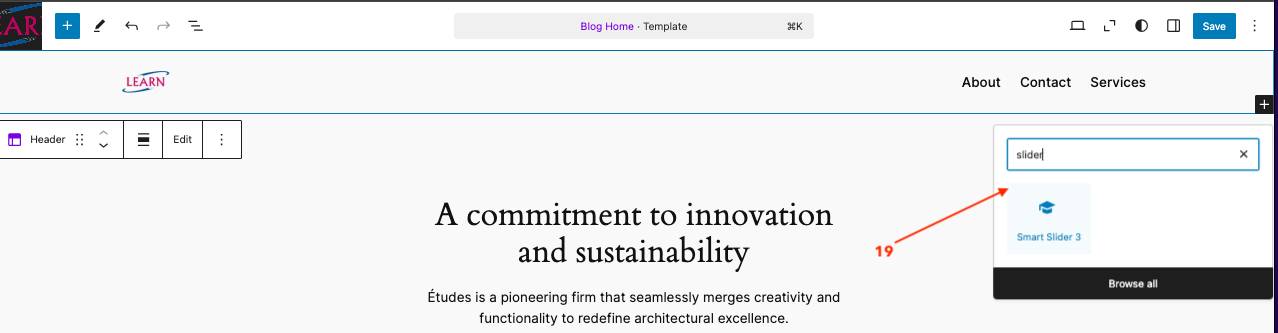 EAR
Blog Home · Template ⌘K
Save
LEARN
About Contact Services
Header Edit
slider
A commitment to innovation
and sustainability
Smart Slider 3
19
Browse all
Études is a pioneering firm that seamlessly merges creativity and
functionality to redefine architectural excellence.